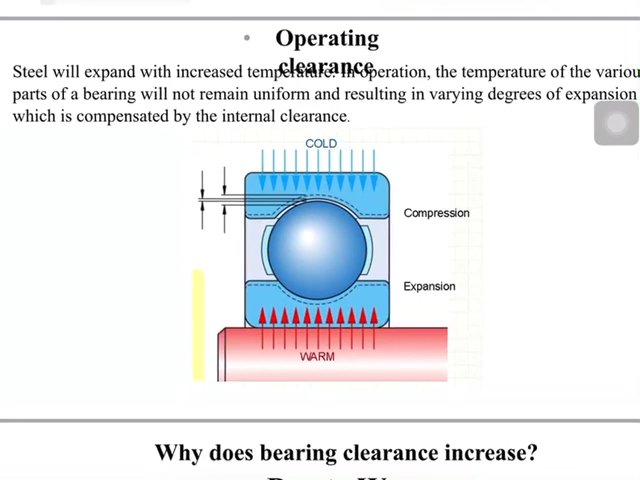 Operating
clearance
Steel will expand with increased temperature. In operation, the temperature of the variou
parts of a bearing will not remain uniform and resulting in varying degrees of expansion
which is compensated by the internal clearance.
COLD
Compression
Expansion
WARM
Why does bearing clearance increase?